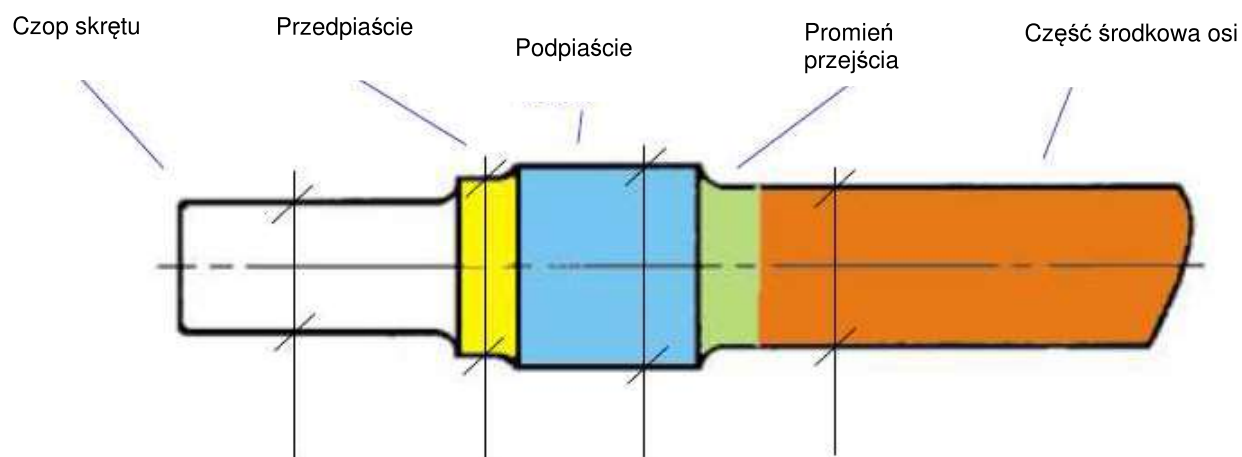 Czop skrętu
Przedpiaście
Podpiaście
Promień
przejścia
Część środkowa osi